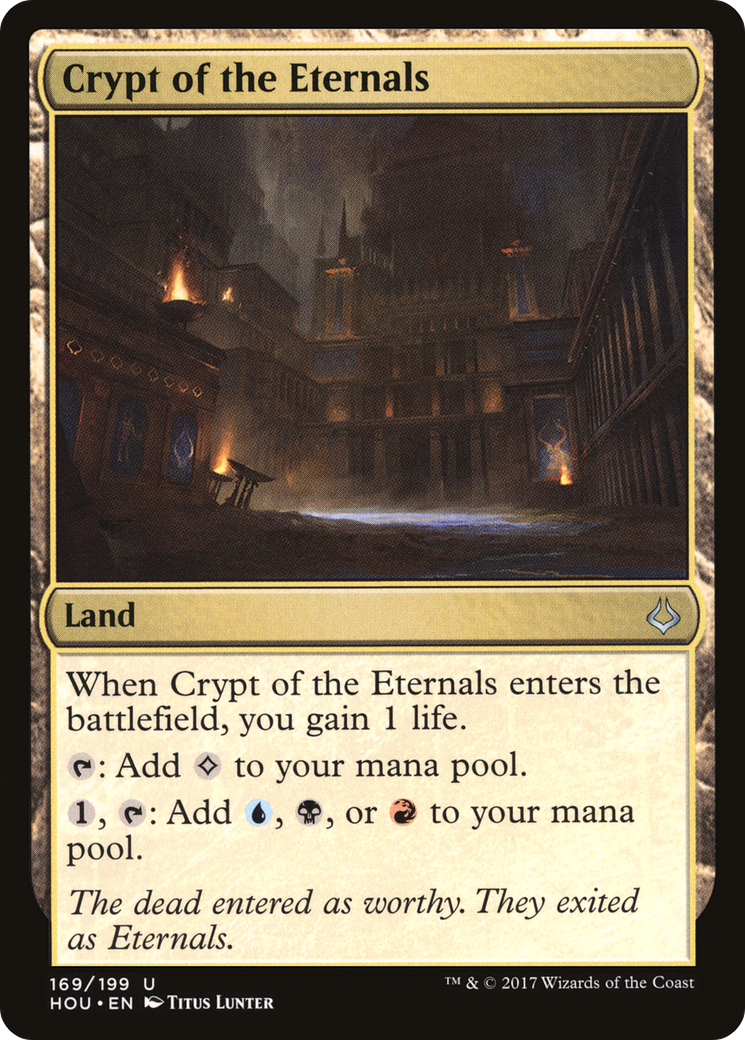 Crypt of the Eternals
Land
When Crypt of the Eternals enters the
battlefield, you gain 1 life.
: Add to your mana pool.
1, : Add , , or to your mana
pool.
The dead entered as worthy. They exited
as Eternals.
169/199 U
HOU • EN Titus Lunter
™ & © 2017 Wizards of the Coast